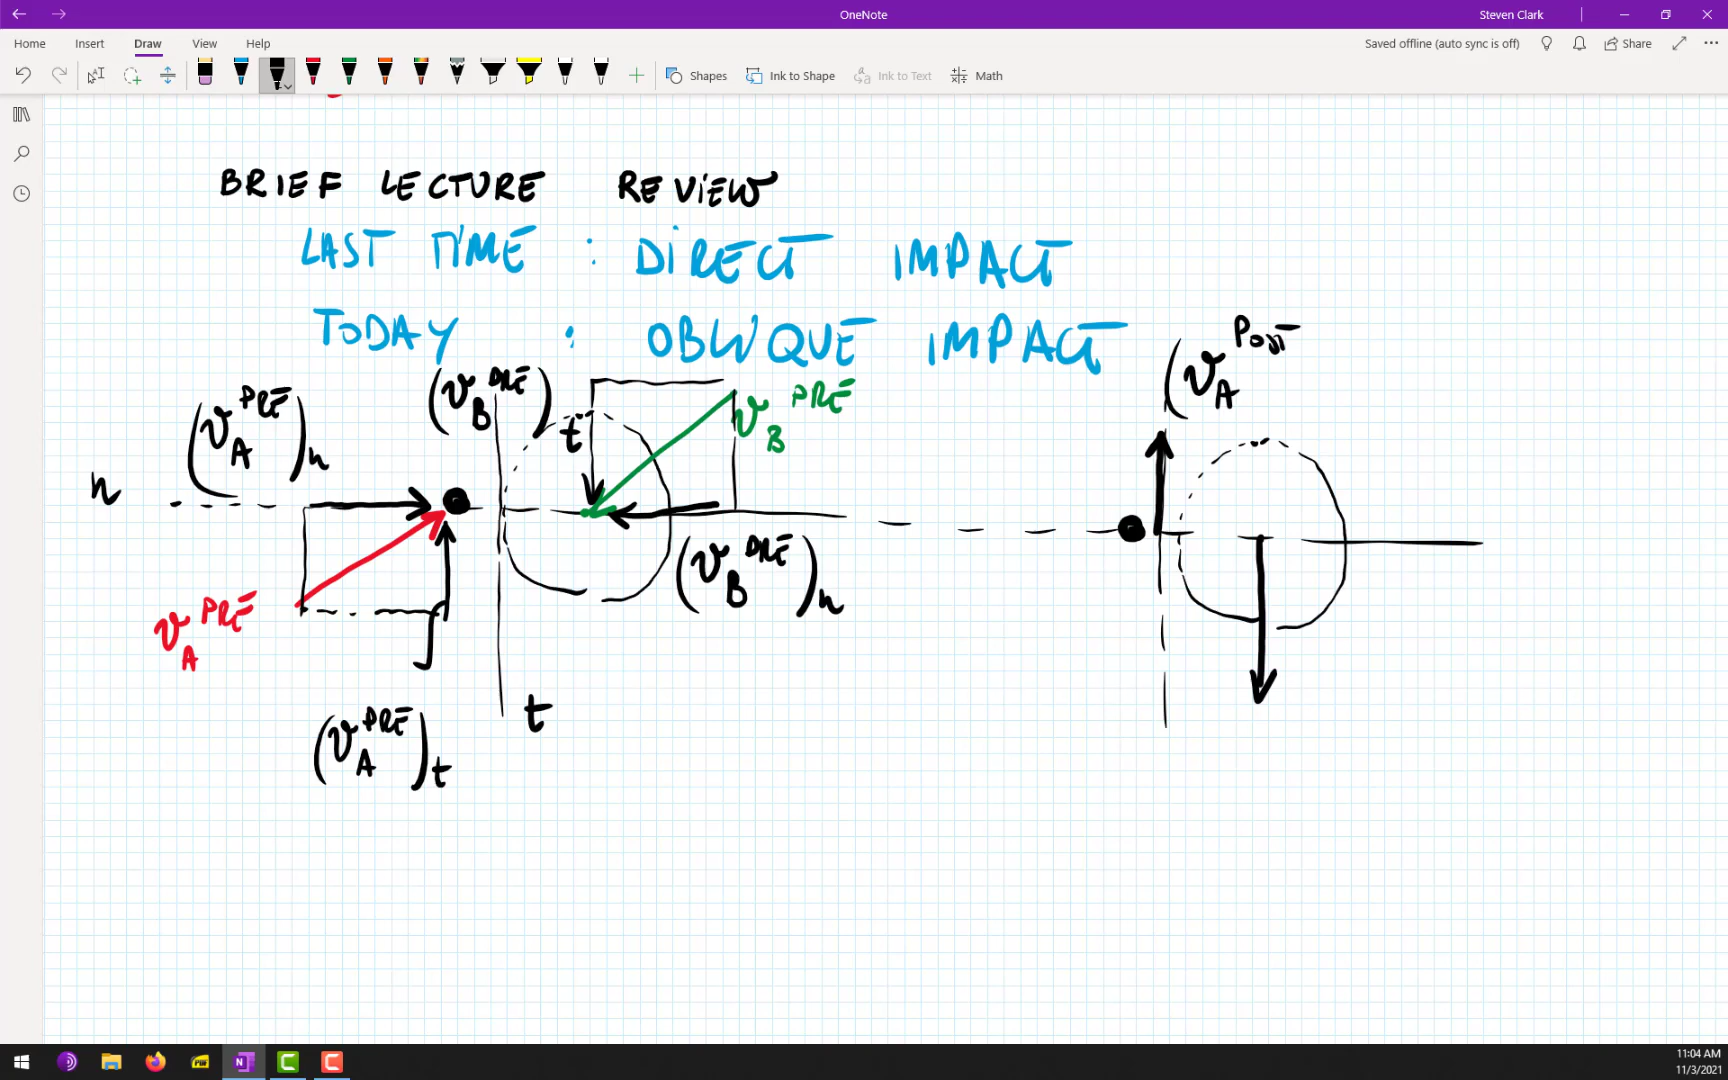 OneNote
Steven Clark
Home Insert Draw View Help
Saved offline (auto sync is off)
Share
Shapes
Ink to Shape
Ink to Text
Math
BRIEF LECTURE REVIEW
LAST TIME : DIRECT IMPACT
TODAY : OBLIQUE IMPACT
(v_A^PRE)_n
(v_B^PRE)_t
v_B^PRE
(v_A^POST
n
(v_B^PRE)_n
v_A^PRE
t
(v_A^PRE)_t
11:04 AM
11/3/2021